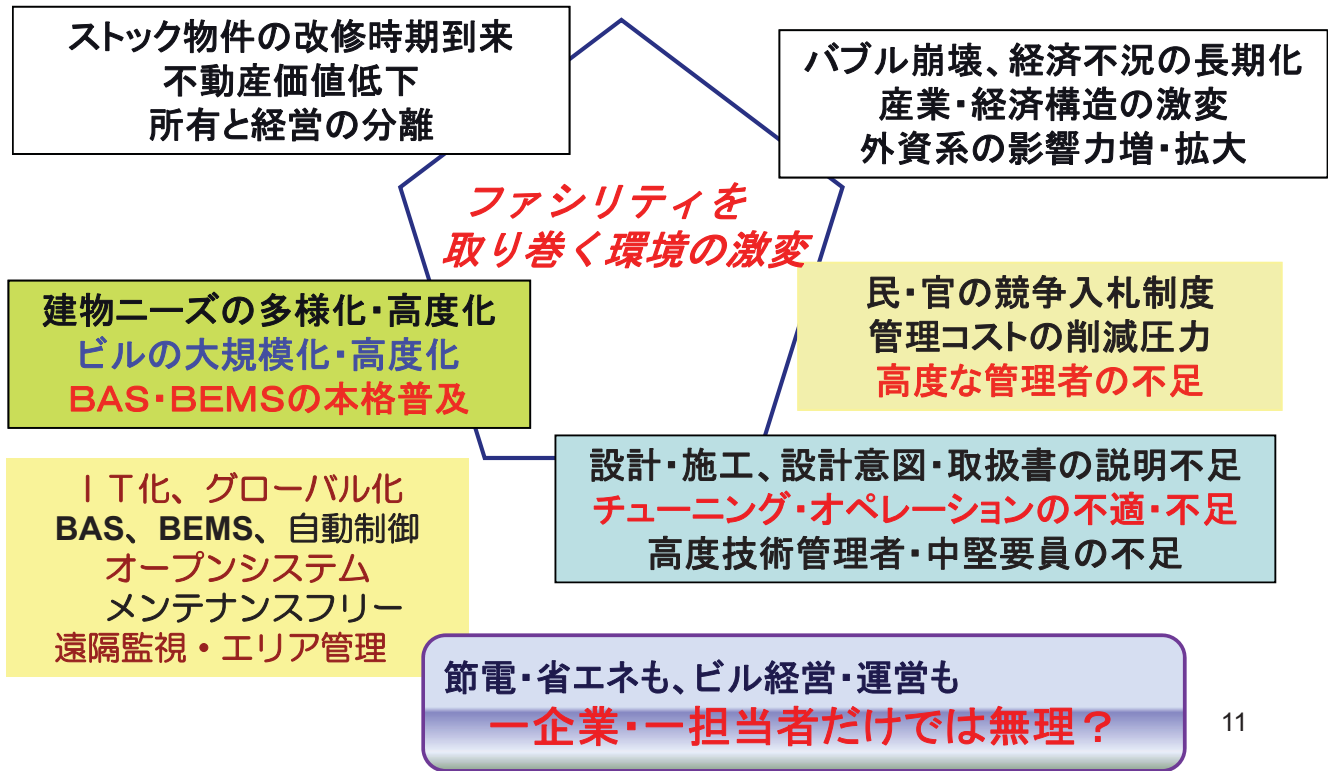 ストック物件の改修時期到来
不動産価値低下
所有と経営の分離
バブル崩壊、経済不況の長期化
産業・経済構造の激変
外資系の影響力増・拡大
ファシリティを
取り巻く環境の激変
建物ニーズの多様化・高度化
ビルの大規模化・高度化
BAS・BEMSの本格普及
民・官の競争入札制度
管理コストの削減圧力
高度な管理者の不足
設計・施工、設計意図・取扱書の説明不足
チューニング・オペレーションの不適・不足
高度技術管理者・中堅要員の不足
IT化、グローバル化
BAS、BEMS、自動制御
オープンシステム
メンテナンスフリー
遠隔監視・エリア管理
節電・省エネも、ビル経営・運営も
一企業・一担当者だけでは無理？
11